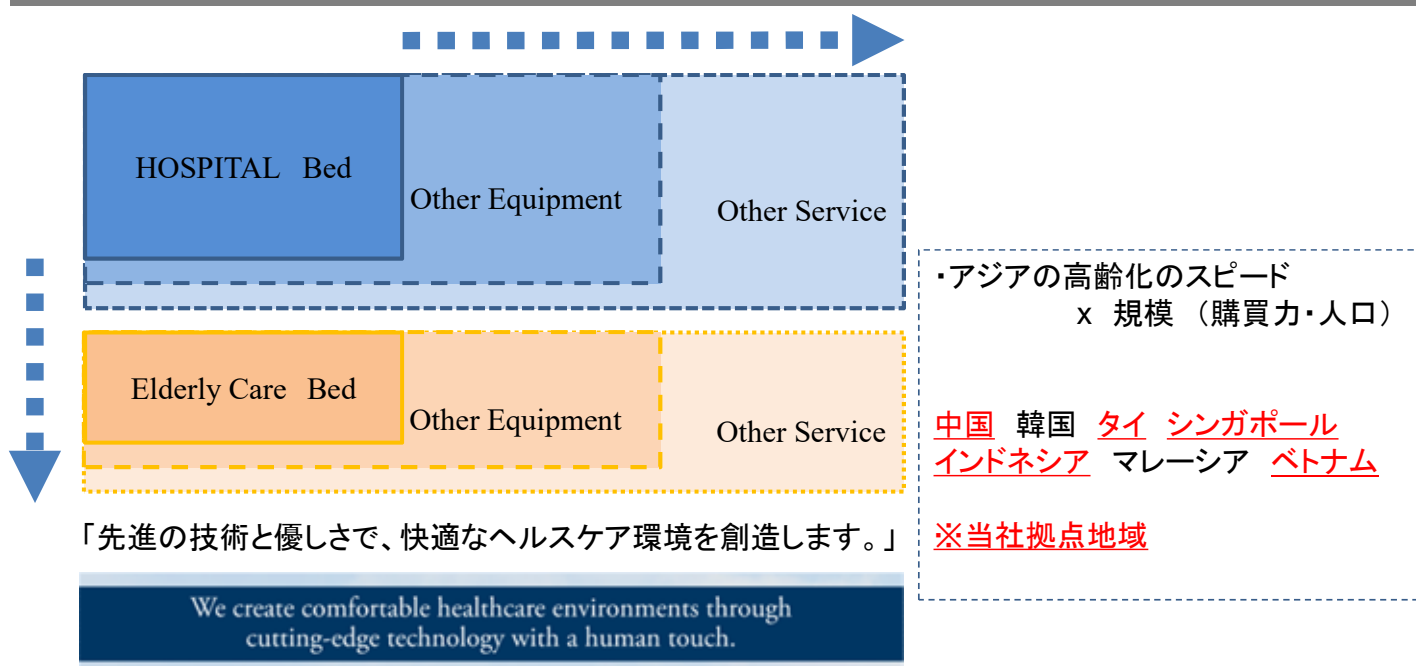 HOSPITAL Bed
Other Equipment
Other Service
Elderly Care Bed
Other Equipment
Other Service
「先進の技術と優しさで、快適なヘルスケア環境を創造します。」
We create comfortable healthcare environments through
cutting-edge technology with a human touch.
・アジアの高齢化のスピード
x 規模 （購買力・人口）
中国 韓国 タイ シンガポール
インドネシア マレーシア ベトナム
※当社拠点地域